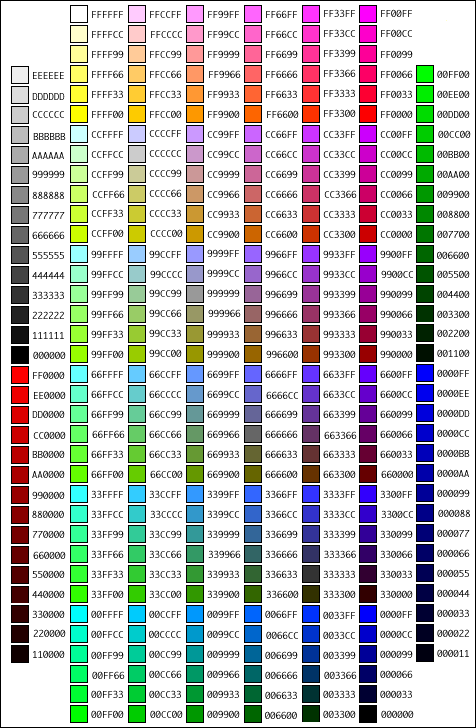 FFFFFF FFCCFF FF99FF FF66FF FF33FF FF00FF
FFFFCC FFCCCC FF99CC FF66CC FF33CC FF00CC
FFFF99 FFCC99 FF9999 FF6699 FF3399 FF0099
EEEEEE FFFF66 FFCC66 FF9966 FF6666 FF3366 FF0066 00FF00
DDDDDD FFFF33 FFCC33 FF9933 FF6633 FF3333 FF0033 00EE00
CCCCCC FFFF00 FFCC00 FF9900 FF6600 FF3300 FF0000 00DD00
BBBBBB CCFFFF CCCCFF CC99FF CC66FF CC33FF CC00FF 00CC00
AAAAAA CCFFCC CCCCCC CC99CC CC66CC CC33CC CC00CC 00BB00
999999 CCFF99 CCCC99 CC9999 CC6699 CC3399 CC0099 00AA00
888888 CCFF66 CCCC66 CC9966 CC6666 CC3366 CC0066 009900
777777 CCFF33 CCCC33 CC9933 CC6633 CC3333 CC0033 008800
666666 CCFF00 CCCC00 CC9900 CC6600 CC3300 CC0000 007700
555555 99FFFF 99CCFF 9999FF 9966FF 9933FF 9900FF 006600
444444 99FFCC 99CCCC 9999CC 9966CC 9933CC 9900CC 005500
333333 99FF99 99CC99 999999 996699 993399 990099 004400
222222 99FF66 99CC66 999966 996666 993366 990066 003300
111111 99FF33 99CC33 999933 996633 993333 990033 002200
000000 99FF00 99CC00 999900 996600 993300 990000 001100
FF0000 66FFFF 66CCFF 6699FF 6666FF 6633FF 6600FF 0000FF
EE0000 66FFCC 66CCCC 6699CC 6666CC 6633CC 6600CC 0000EE
DD0000 66FF99 66CC99 669999 666699 663399 660099 0000DD
CC0000 66FF66 66CC66 669966 666666 663366 660066 0000CC
BB0000 66FF33 66CC33 669933 666633 663333 660033 0000BB
AA0000 66FF00 66CC00 669900 666600 663300 660000 0000AA
990000 33FFFF 33CCFF 3399FF 3366FF 3333FF 3300FF 000099
880000 33FFCC 33CCCC 3399CC 3366CC 3333CC 3300CC 000088
770000 33FF99 33CC99 339999 336699 333399 330099 000077
660000 33FF66 33CC66 339966 336666 333366 330066 000066
550000 33FF33 33CC33 339933 336633 333333 330033 000055
440000 33FF00 33CC00 339900 336600 333300 330000 000044
330000 00FFFF 00CCFF 0099FF 0066FF 0033FF 0000FF 000033
220000 00FFCC 00CCCC 0099CC 0066CC 0033CC 0000CC 000022
110000 00FF99 00CC99 009999 006699 003399 000099 000011
00FF66 00CC66 009966 006666 003366 000066
00FF33 00CC33 009933 006633 003333 000033
00FF00 00CC00 009900 006600 003300 000000